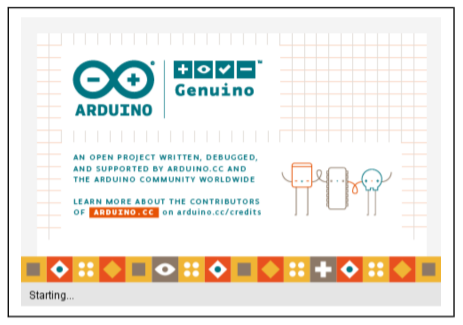 ARDUINO
Genuino™
AN OPEN PROJECT WRITTEN, DEBUGGED,
AND SUPPORTED BY ARDUINO.CC AND
THE ARDUINO COMMUNITY WORLDWIDE
LEARN MORE ABOUT THE CONTRIBUTORS
OF ARDUINO.CC on arduino.cc/credits
Starting...